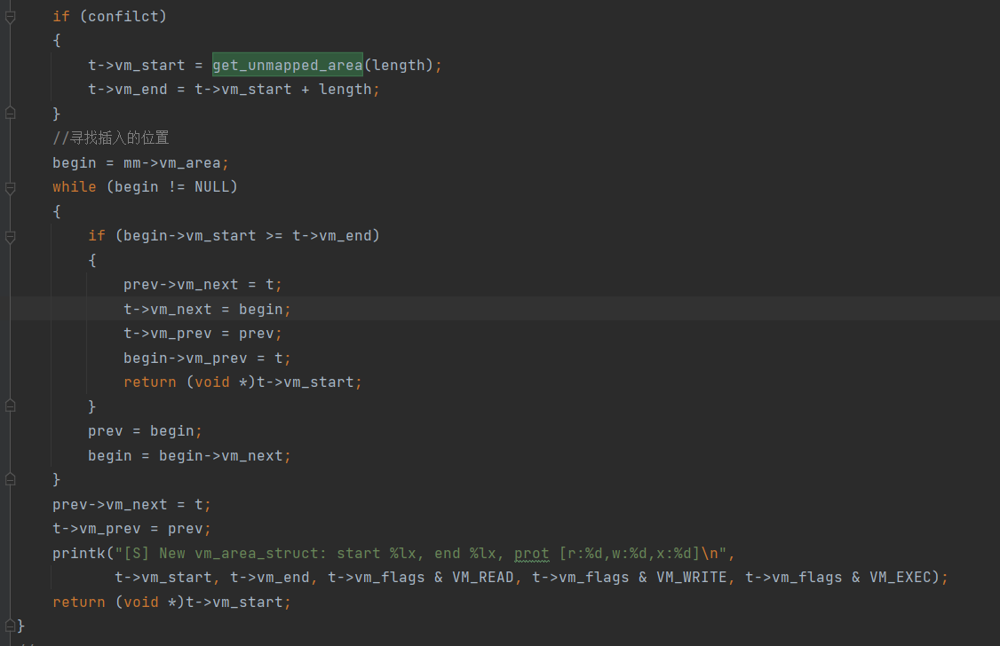 if (confilct)
{
t->vm_start = get_unmapped_area(length);
t->vm_end = t->vm_start + length;
}
//寻找插入的位置
begin = mm->vm_area;
while (begin != NULL)
{
if (begin->vm_start >= t->vm_end)
{
prev->vm_next = t;
t->vm_next = begin;
t->vm_prev = prev;
begin->vm_prev = t;
return (void *)t->vm_start;
}
prev = begin;
begin = begin->vm_next;
}
prev->vm_next = t;
t->vm_prev = prev;
printk("[S] New vm_area_struct: start %lx, end %lx, prot [r:%d,w:%d,x:%d]\n",
t->vm_start, t->vm_end, t->vm_flags & VM_READ, t->vm_flags & VM_WRITE, t->vm_flags & VM_EXEC);
return (void *)t->vm_start;
}